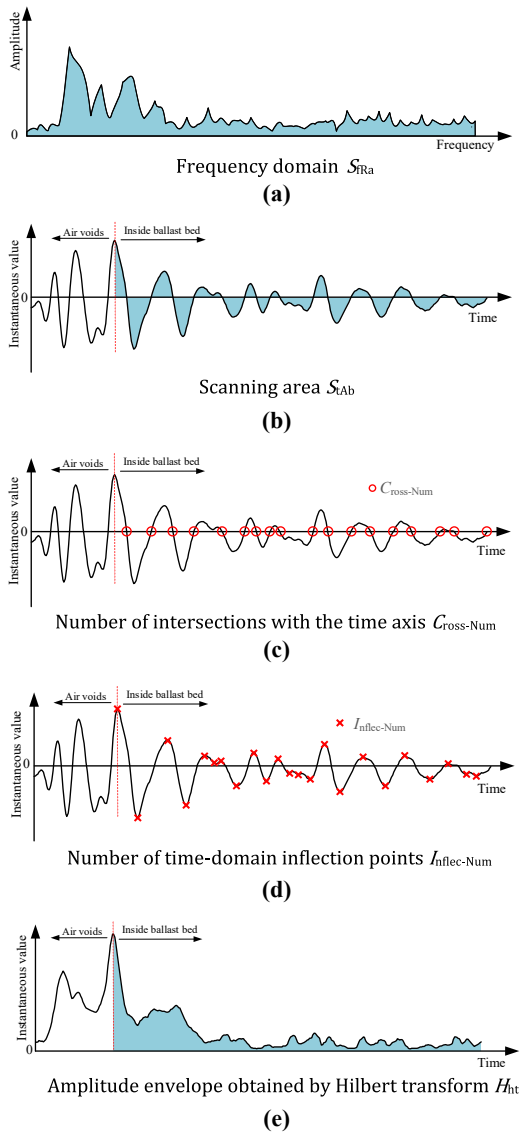 Amplitude
0
Frequency
Frequency domain SfRa
(a)
Air voids
Inside ballast bed
Instantaneous value
0
Time
Scanning area StAb
(b)
Air voids
Inside ballast bed
Cross-Num
Instantaneous value
0
Time
Number of intersections with the time axis Cross-Num
(c)
Air voids
Inside ballast bed
Inflec-Num
Instantaneous value
0
Time
Number of time-domain inflection points Inflec-Num
(d)
Air voids
Inside ballast bed
Instantaneous value
0
Time
Amplitude envelope obtained by Hilbert transform Hht
(e)